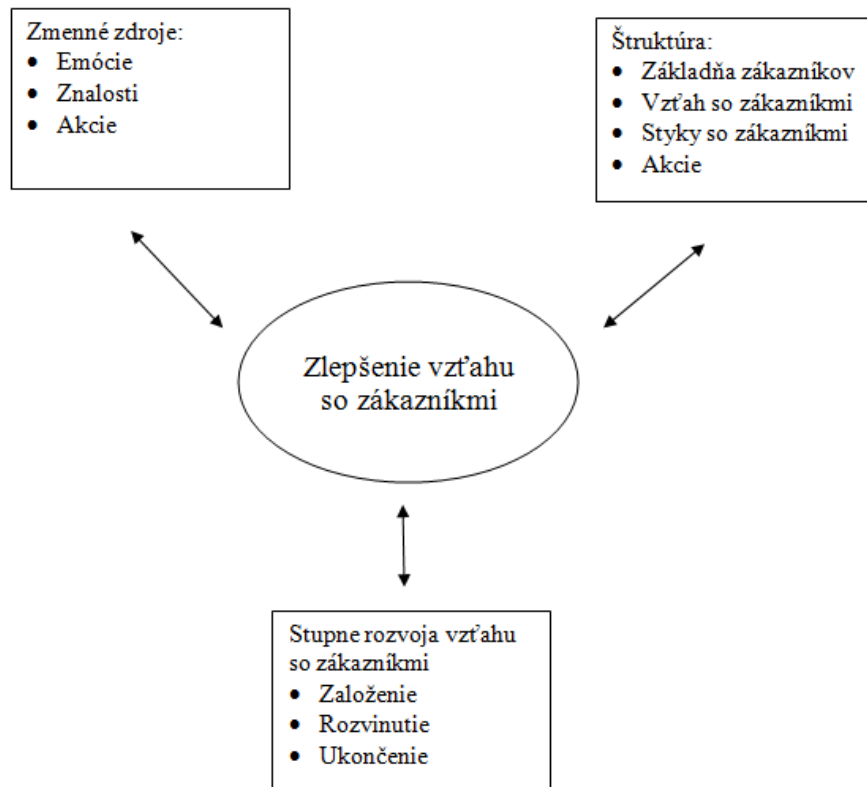 Zmenné zdroje:
• Emócie
• Znalosti
• Akcie
Štruktúra:
• Základňa zákazníkov
• Vzťah so zákazníkmi
• Styky so zákazníkmi
• Akcie
Zlepšenie vzťahu
so zákazníkmi
Stupne rozvoja vzťahu
so zákazníkmi
• Založenie
• Rozvinutie
• Ukončenie